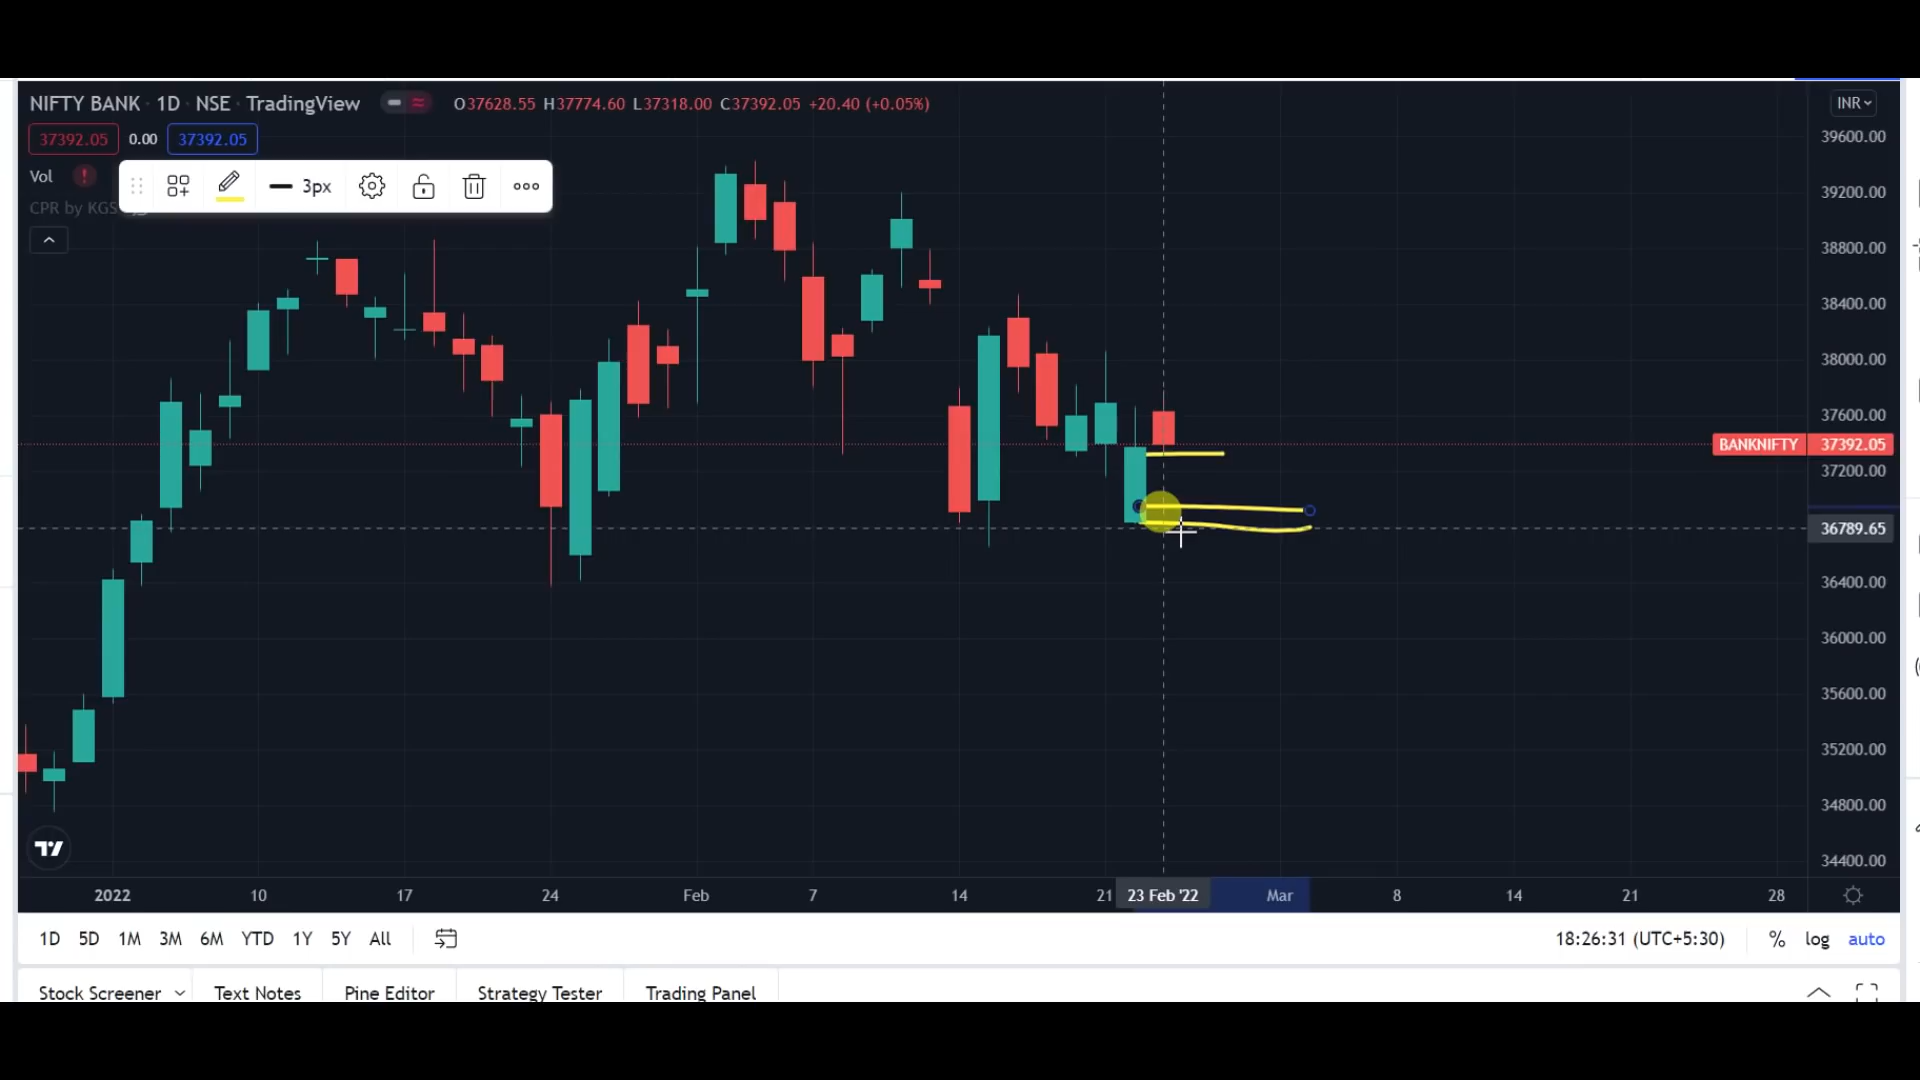 NIFTY BANK · 1D · NSE · TradingView
O37628.55 H37774.60 L37318.00 C37392.05 +20.40 (+0.05%)
INR
37392.05 0.00 37392.05
Vol
3px
CPR by KGS
39600.00
39200.00
38800.00
38400.00
38000.00
37600.00
BANKNIFTY 37392.05
37200.00
36789.65
36400.00
36000.00
35600.00
35200.00
34800.00
34400.00
2022 10 17 24 Feb 7 14 21 23 Feb '22 Mar 8 14 21 28
1D 5D 1M 3M 6M YTD 1Y 5Y All
18:26:31 (UTC+5:30) % log auto
Stock Screener Text Notes Pine Editor Strategy Tester Trading Panel